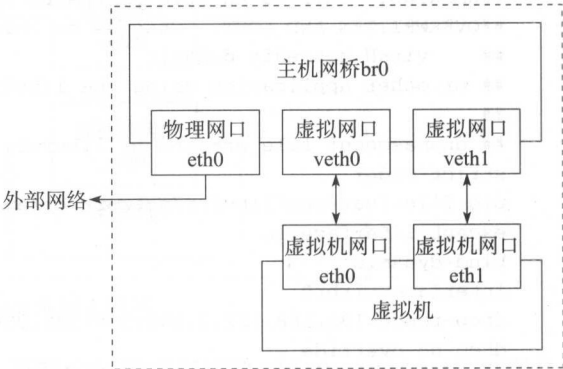 主机网桥br0
物理网口
eth0
虚拟网口
veth0
虚拟网口
veth1
外部网络
虚拟机网口
eth0
虚拟机网口
eth1
虚拟机